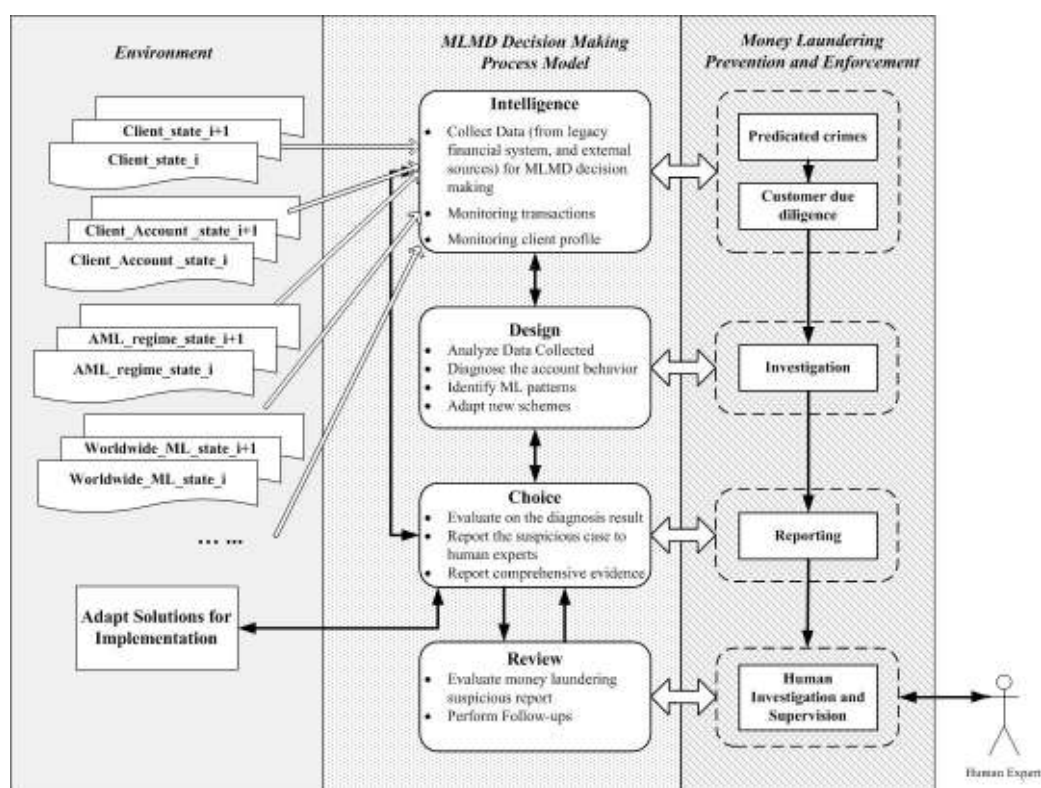 Environment
Client_state_i+1
Client_state_i
Client_Account _state_i+1
Client_Account _state_i
AML_regime_state_i+1
AML_regime_state_i
Worldwide_ML_state_i+1
Worldwide_ML_state_i
... ...
Adapt Solutions for
Implementation
MLMD Decision Making
Process Model
Intelligence
• Collect Data (from legacy
financial system, and external
sources) for MLMD decision
making
• Monitoring transactions
• Monitoring client profile
Design
• Analyze Data Collected
• Diagnose the account behavior
• Identify ML patterns
• Adapt new schemes
Choice
• Evaluate on the diagnosis result
• Report the suspicious case to
human experts
• Report comprehensive evidence
Review
• Evaluate money laundering
suspicious report
• Perform Follow-ups
Money Laundering
Prevention and Enforcement
Predicated crimes
Customer due
diligence
Investigation
Reporting
Human
Investigation and
Supervision
Human Expert